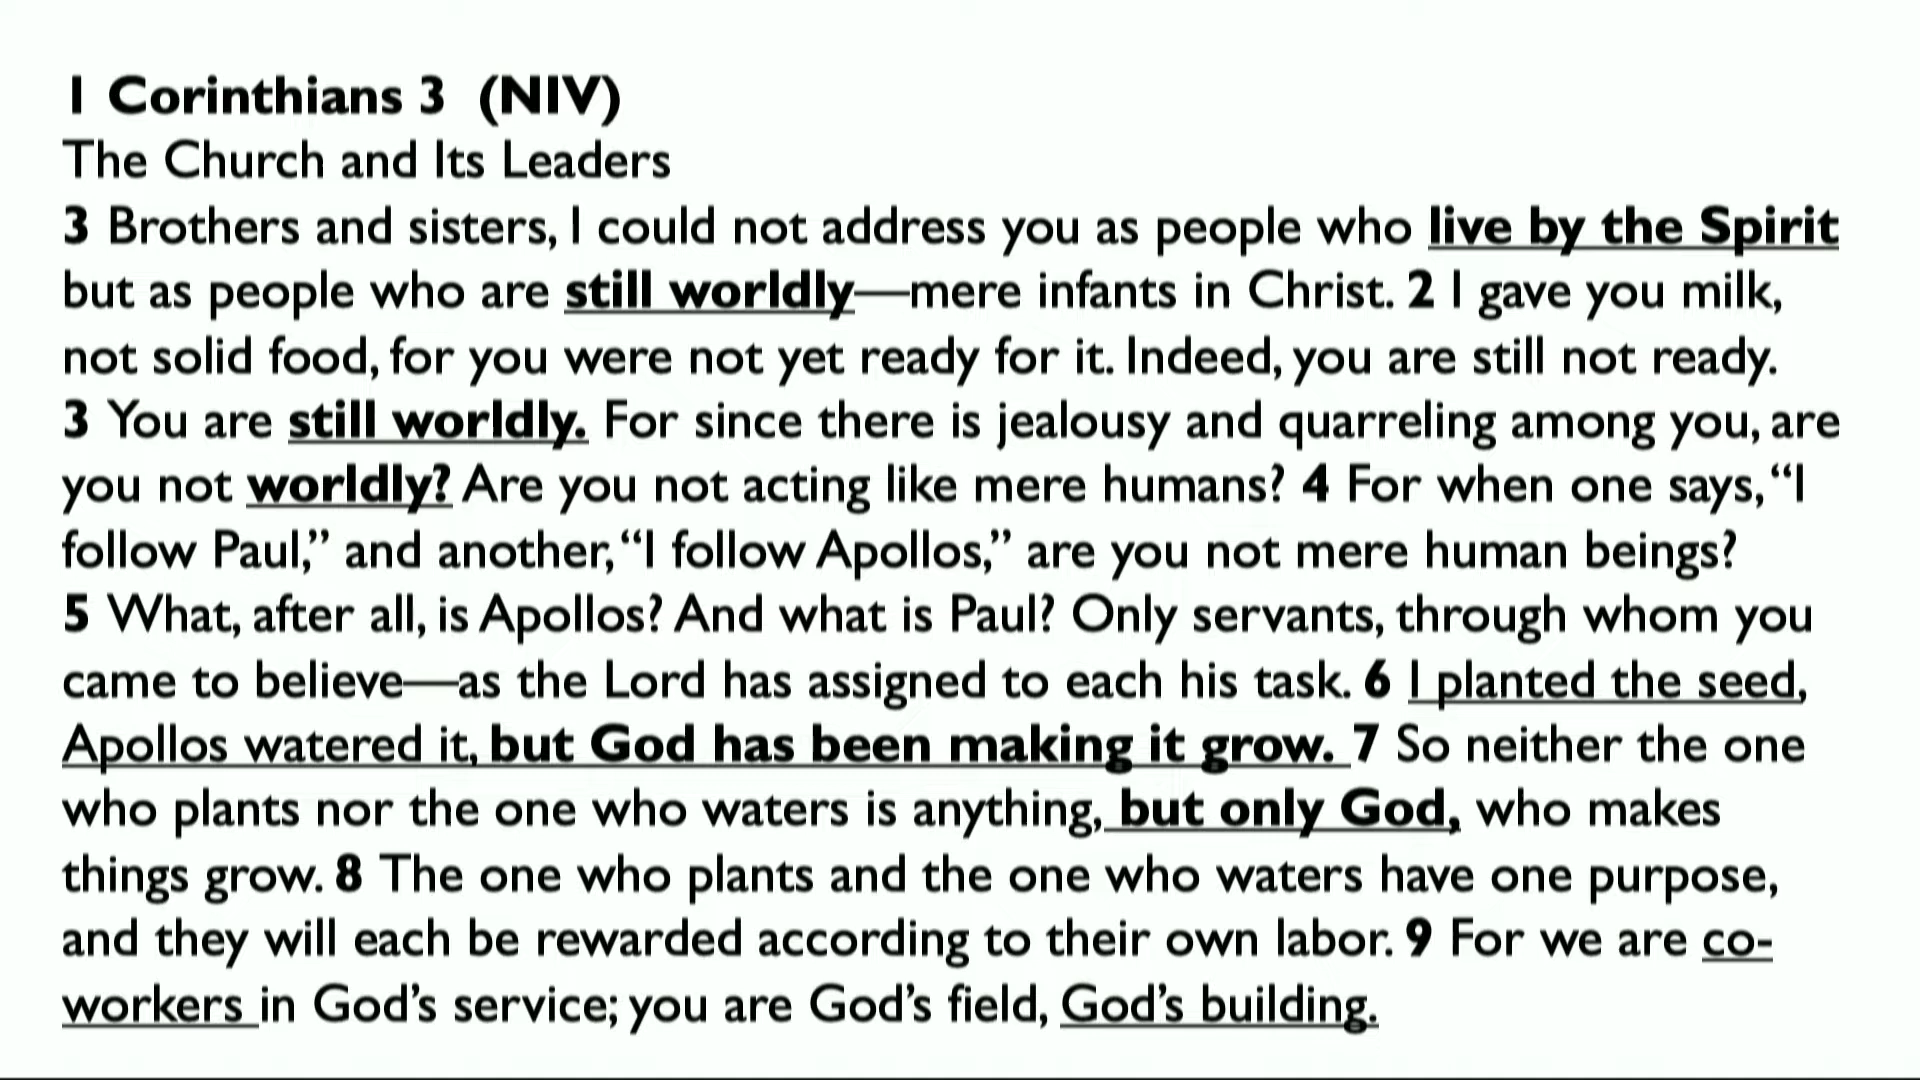 1 Corinthians 3 (NIV)
The Church and Its Leaders
3 Brothers and sisters, I could not address you as people who live by the Spirit
but as people who are still worldly—mere infants in Christ. 2 I gave you milk,
not solid food, for you were not yet ready for it. Indeed, you are still not ready.
3 You are still worldly. For since there is jealousy and quarreling among you, are
you not worldly? Are you not acting like mere humans? 4 For when one says, “I
follow Paul,” and another, “I follow Apollos,” are you not mere human beings?
5 What, after all, is Apollos? And what is Paul? Only servants, through whom you
came to believe—as the Lord has assigned to each his task. 6 I planted the seed,
Apollos watered it, but God has been making it grow. 7 So neither the one
who plants nor the one who waters is anything, but only God, who makes
things grow. 8 The one who plants and the one who waters have one purpose,
and they will each be rewarded according to their own labor. 9 For we are co-
workers in God’s service; you are God’s field, God’s building.